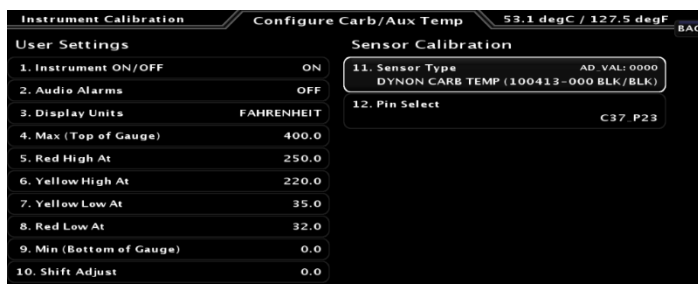 Instrument Calibration
Configure Carb/Aux Temp
53.1 degC / 127.5 degF
BAC
User Settings
1. Instrument ON/OFF ON
2. Audio Alarms OFF
3. Display Units FAHRENHEIT
4. Max (Top of Gauge) 400.0
5. Red High At 250.0
6. Yellow High At 220.0
7. Yellow Low At 35.0
8. Red Low At 32.0
9. Min (Bottom of Gauge) 0.0
10. Shift Adjust 0.0
Sensor Calibration
11. Sensor Type AD_VAL: 0000
DYNON CARB TEMP (100413-000 BLK/BLK)
12. Pin Select
C37_P23